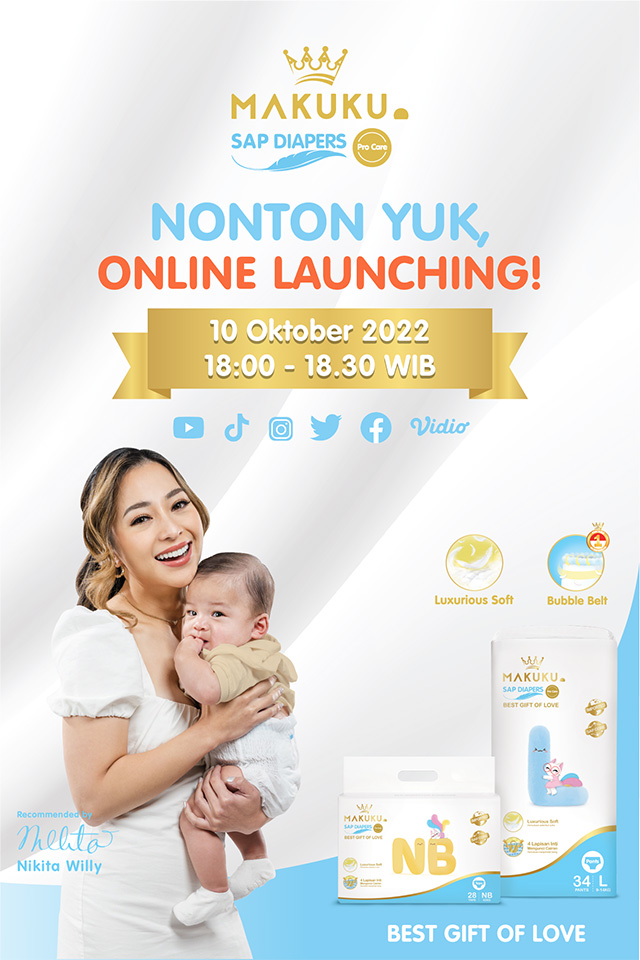 MAKUKU
SAP DIAPERS
Pro Care
NONTON YUK,
ONLINE LAUNCHING!
10 Oktober 2022
18:00 - 18.30 WIB
Vidio
Luxurious Soft
Bubble Belt
MAKUKU
SAP DIAPERS
BEST GIFT OF LOVE
Luxurious Soft
Pants
34 L
MAKUKU
SAP DIAPERS
BEST GIFT OF LOVE
NB
Luxurious Soft
28 NB
Recommended by
Nikita Willy
BEST GIFT OF LOVE